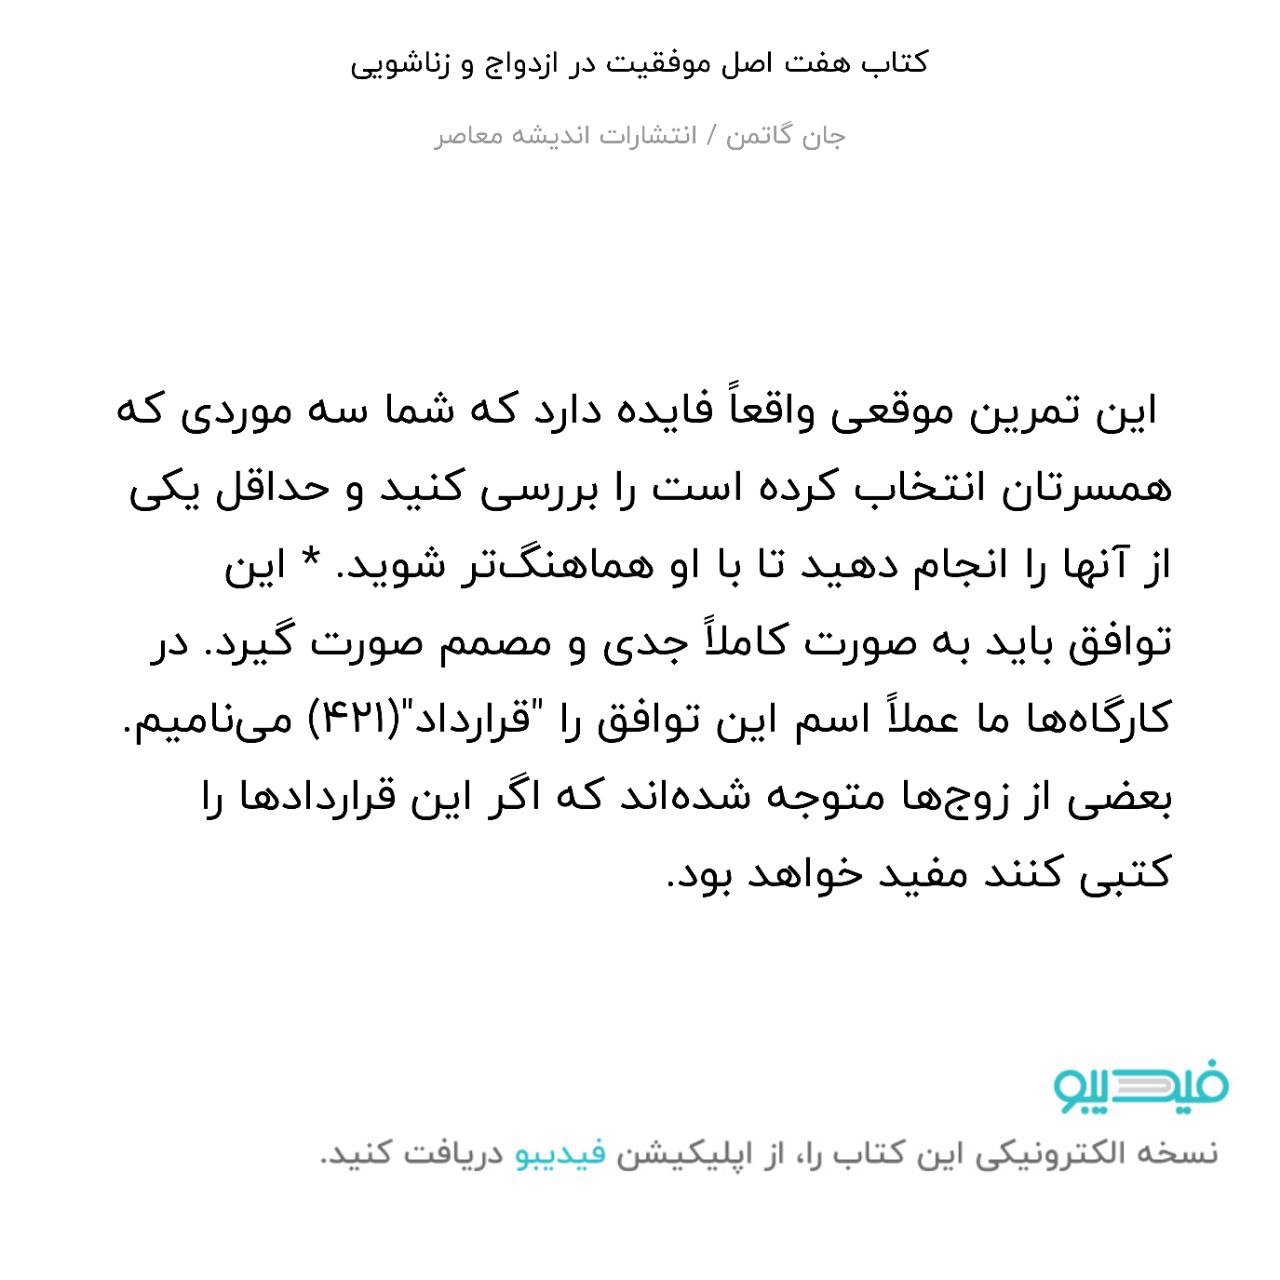 کتاب هفت اصل موفقیت در ازدواج و زناشویی
جان گاتمن / انتشارات اندیشه معاصر
این تمرین موقعی واقعاً فایده دارد که شما سه موردی که
همسرتان انتخاب کرده است را بررسی کنید و حداقل یکی
از آنها را انجام دهید تا با او هماهنگ‌تر شوید. * این
توافق باید به صورت کاملاً جدی و مصمم صورت گیرد. در
کارگاه‌ها ما عملاً اسم این توافق را "قرارداد"(۴۲۱) می‌نامیم.
بعضی از زوج‌ها متوجه شده‌اند که اگر این قراردادها را
کتبی کنند مفید خواهد بود.
فیدیبو
نسخه الکترونیکی این کتاب را، از اپلیکیشن فیدیبو دریافت کنید.